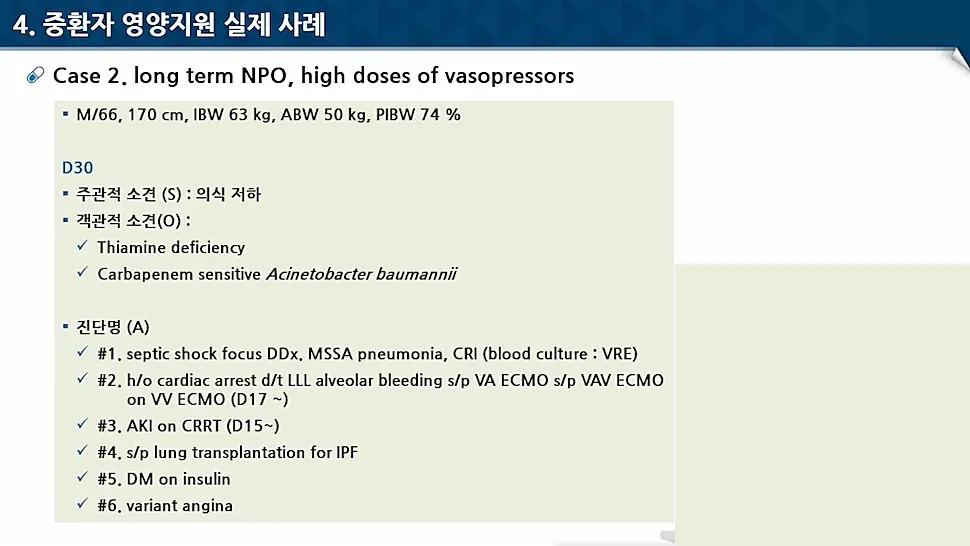 4. 중환자 영양지원 실제 사례
Case 2. long term NPO, high doses of vasopressors
▪ M/66, 170 cm, IBW 63 kg, ABW 50 kg, PIBW 74 %
D30
▪ 주관적 소견 (S) : 의식 저하
▪ 객관적 소견(O) :
✓ Thiamine deficiency
✓ Carbapenem sensitive Acinetobacter baumannii
▪ 진단명 (A)
✓ #1. septic shock focus DDx. MSSA pneumonia, CRI (blood culture : VRE)
✓ #2. h/o cardiac arrest d/t LLL alveolar bleeding s/p VA ECMO s/p VAV ECMO
on VV ECMO (D17 ~)
✓ #3. AKI on CRRT (D15~)
✓ #4. s/p lung transplantation for IPF
✓ #5. DM on insulin
✓ #6. variant angina